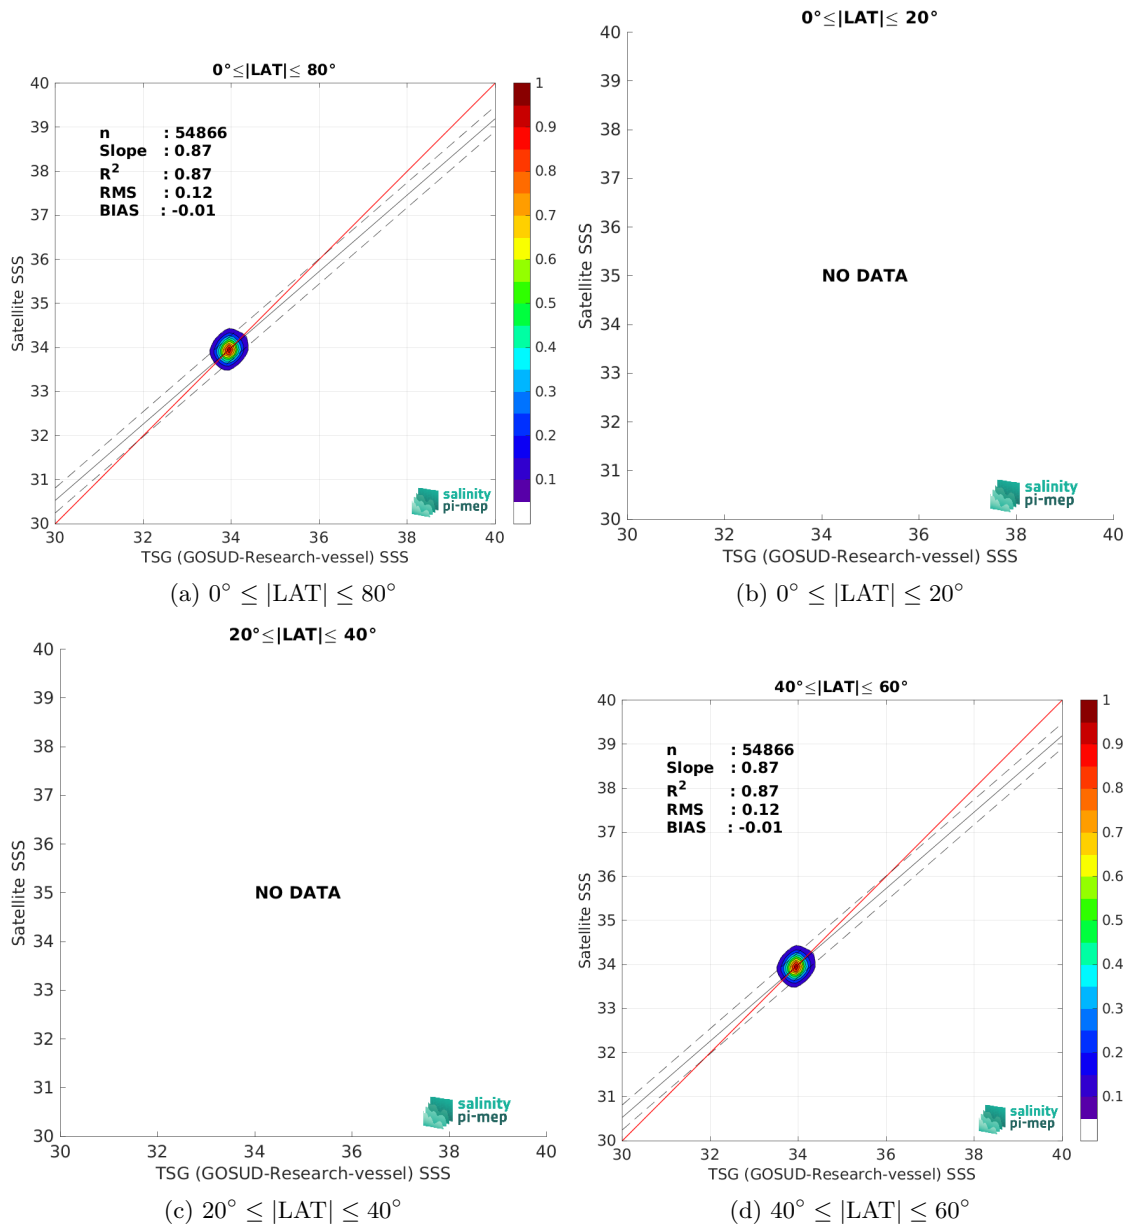 0°≤|LAT|≤ 80°
40
39
38
37
36
35
34
33
32
31
30
30
32
34
36
38
40
n : 54866
Slope : 0.87
R² : 0.87
RMS : 0.12
BIAS : -0.01
1
0.9
0.8
0.7
0.6
0.5
0.4
0.3
0.2
0.1
Satellite SSS
TSG (GOSUD-Research-vessel) SSS
salinity
pi-mep
(a) 0° ≤ |LAT| ≤ 80°
0°≤|LAT|≤ 20°
40
39
38
37
36
35
34
33
32
31
30
30
32
34
36
38
40
NO DATA
Satellite SSS
TSG (GOSUD-Research-vessel) SSS
salinity
pi-mep
(b) 0° ≤ |LAT| ≤ 20°
20°≤|LAT|≤ 40°
40
39
38
37
36
35
34
33
32
31
30
30
32
34
36
38
40
NO DATA
Satellite SSS
TSG (GOSUD-Research-vessel) SSS
salinity
pi-mep
(c) 20° ≤ |LAT| ≤ 40°
40°≤|LAT|≤ 60°
40
39
38
37
36
35
34
33
32
31
30
30
32
34
36
38
40
n : 54866
Slope : 0.87
R² : 0.87
RMS : 0.12
BIAS : -0.01
1
0.9
0.8
0.7
0.6
0.5
0.4
0.3
0.2
0.1
Satellite SSS
TSG (GOSUD-Research-vessel) SSS
salinity
pi-mep
(d) 40° ≤ |LAT| ≤ 60°